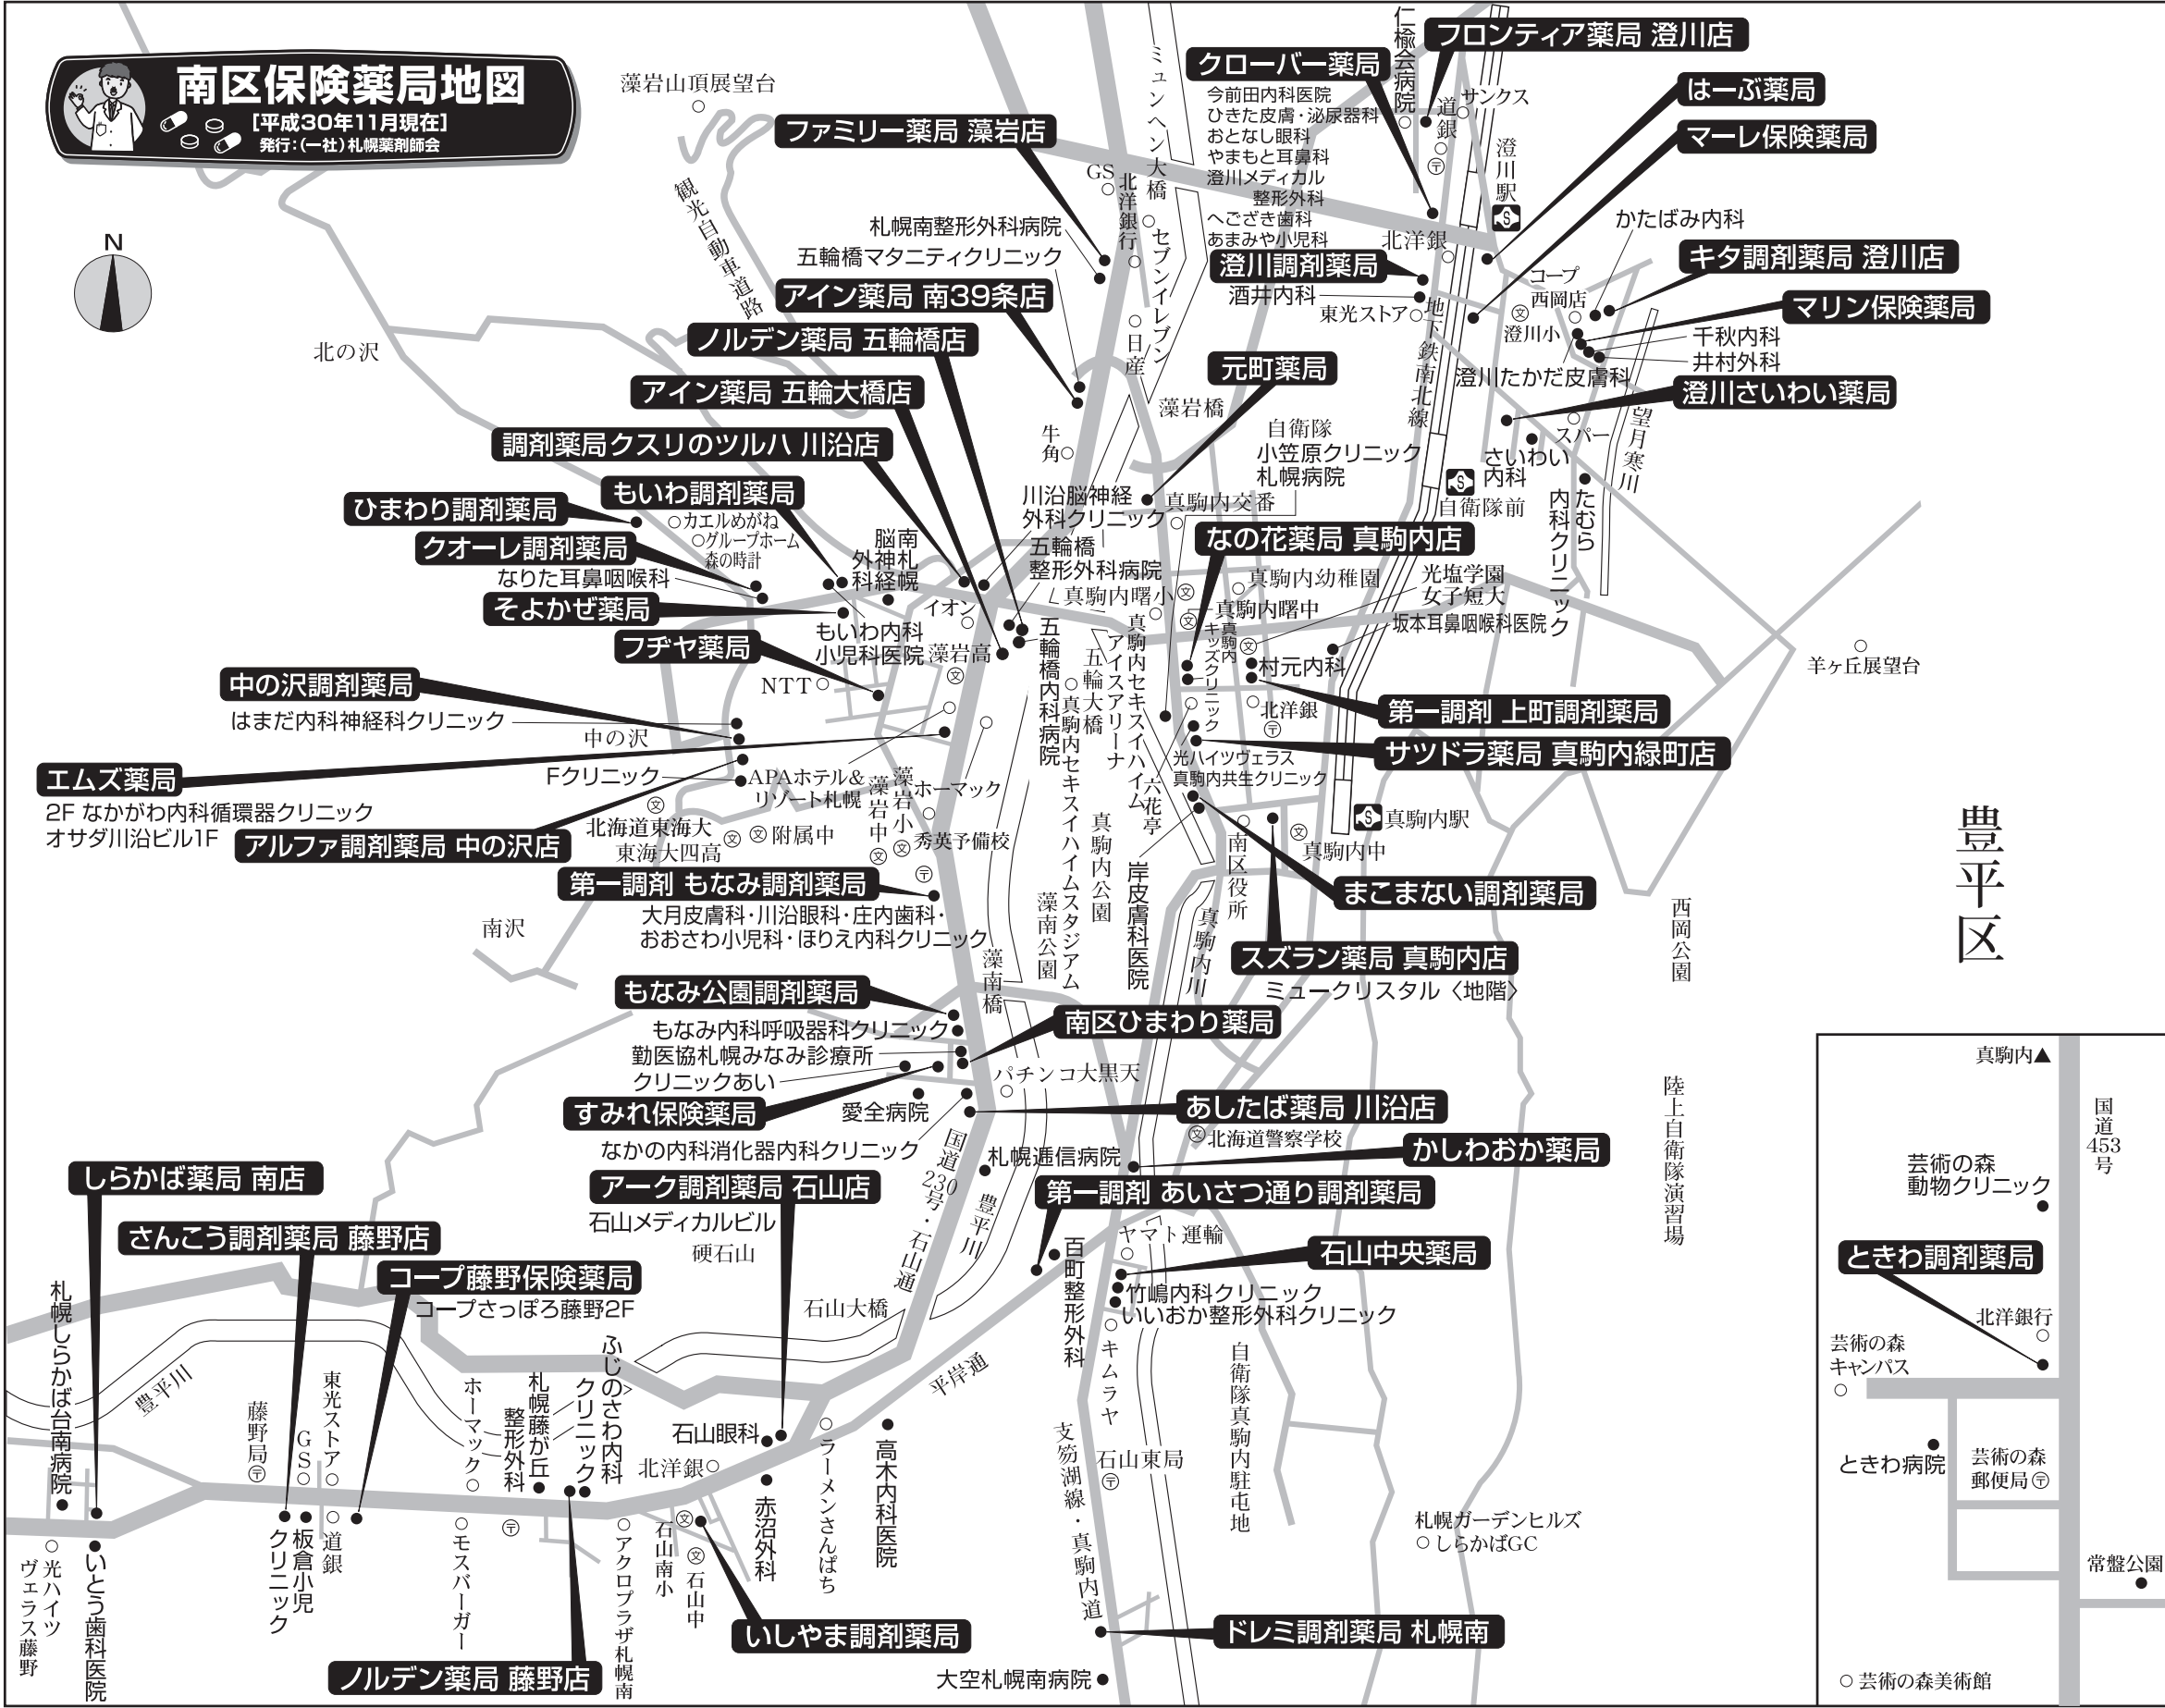 南区保険薬局地図
[平成30年11月現在]
発行：(一社)札幌薬剤師会
N
藻岩山頂展望台
観光自動車道路
ファミリー薬局 藻岩店
札幌南整形外科病院
五輪橋マタニティクリニック
アイン薬局 南39条店
ノルデン薬局 五輪橋店
アイン薬局 五輪大橋店
調剤薬局クスリのツルハ 川沿店
もいわ調剤薬局
ひまわり調剤薬局
カエルめがね
グループホーム
森の時計
クオーレ調剤薬局
なりた耳鼻咽喉科
そよかぜ薬局
フヂヤ薬局
北の沢
脳神経外科
南札幌
イオン
もいわ内科
小児科医院
藻岩高
NTT
中の沢調剤薬局
はまだ内科神経科クリニック
中の沢
エムズ薬局
2F なかがわ内科循環器クリニック
オサダ川沿ビル1F
Fクリニック
アルファ調剤薬局 中の沢店
APAホテル&
リゾート札幌
北海道東海大
東海大四高
附属中
藻岩中
藻岩小
ホーマック
秀英予備校
第一調剤 もなみ調剤薬局
大月皮膚科・川沿眼科・庄内歯科・
おおさわ小児科・ほりえ内科クリニック
南沢
藻南橋
藻南公園
もなみ公園調剤薬局
もなみ内科呼吸器科クリニック
勤医協札幌みなみ診療所
クリニックあい
すみれ保険薬局
愛全病院
なかの内科消化器内科クリニック
南区ひまわり薬局
パチンコ大黒天
あしたば薬局 川沿店
北海道警察学校
かしわおか薬局
札幌逓信病院
国道230号・石山通
豊平川
第一調剤 あいさつ通り調剤薬局
アーク調剤薬局 石山店
石山メディカルビル
硬石山
石山大橋
平岸通
百町整形外科
ヤマト運輸
石山中央薬局
竹嶋内科クリニック
いいおか整形外科クリニック
キムラヤ
石山東局
支笏湖線・真駒内道
自衛隊真駒内駐屯地
ドレミ調剤薬局 札幌南
大空札幌南病院
札幌ガーデンヒルズ
しらかばGC
しらかば薬局 南店
さんこう調剤薬局 藤野店
コープ藤野保険薬局
コープさっぽろ藤野2F
札幌しらかば台南病院
豊平川
藤野局
GS
東光ストア
ホーマック
札幌藤が丘
整形外科
ふじのさわ内科
クリニック
石山眼科
北洋銀
ラーメンさんぱち
高木内科医院
赤沼外科
光ハイツ
ヴェラス藤野
いとう歯科医院
板倉小児
クリニック
道銀
モスバーガー
アクロプラザ札幌南
石山南小
石山中
いしやま調剤薬局
ノルデン薬局 藤野店
ミュンヘン大橋
GS
北洋銀行
セブンイレブン
日産
藻岩橋
牛角
クローバー薬局
今前田内科医院
ひきた皮膚・泌尿器科
おとなし眼科
やまもと耳鼻科
澄川メディカル
整形外科
へござき歯科
あまみや小児科
仁楡会病院
フロンティア薬局 澄川店
道銀
サンクス
澄川駅
はーぶ薬局
マーレ保険薬局
かたばみ内科
キタ調剤薬局 澄川店
北洋銀
澄川調剤薬局
酒井内科
東光ストア
地下鉄南北線
コープ
西岡店
澄川小
マリン保険薬局
千秋内科
井村外科
澄川たかだ皮膚科
澄川さいわい薬局
スパー
望月寒川
さいわい
内科
たむら
内科クリニック
元町薬局
自衛隊
小笠原クリニック
札幌病院
自衛隊前
川沿脳神経
外科クリニック
真駒内交番
五輪橋
整形外科病院
なの花薬局 真駒内店
真駒内曙小
真駒内幼稚園
真駒内曙中
光塩学園
女子短大
坂本耳鼻咽喉科医院
真駒内
キッズクリニック
村元内科
五輪橋内科病院
五輪大橋
真駒内セキスイハイム
アイスアリーナ
真駒内セキスイハイムスタジアム
北洋銀
第一調剤 上町調剤薬局
サツドラ薬局 真駒内緑町店
光ハイツヴェラス
真駒内共生クリニック
六花亭
真駒内公園
岸皮膚科医院
真駒内駅
南区役所
真駒内中
まこまない調剤薬局
真駒内川
スズラン薬局 真駒内店
ミュークリスタル〈地階〉
羊ヶ丘展望台
豊平区
西岡公園
陸上自衛隊演習場
真駒内▲
国道453号
芸術の森
動物クリニック
ときわ調剤薬局
北洋銀行
芸術の森
キャンパス
ときわ病院
芸術の森
郵便局
常盤公園
芸術の森美術館